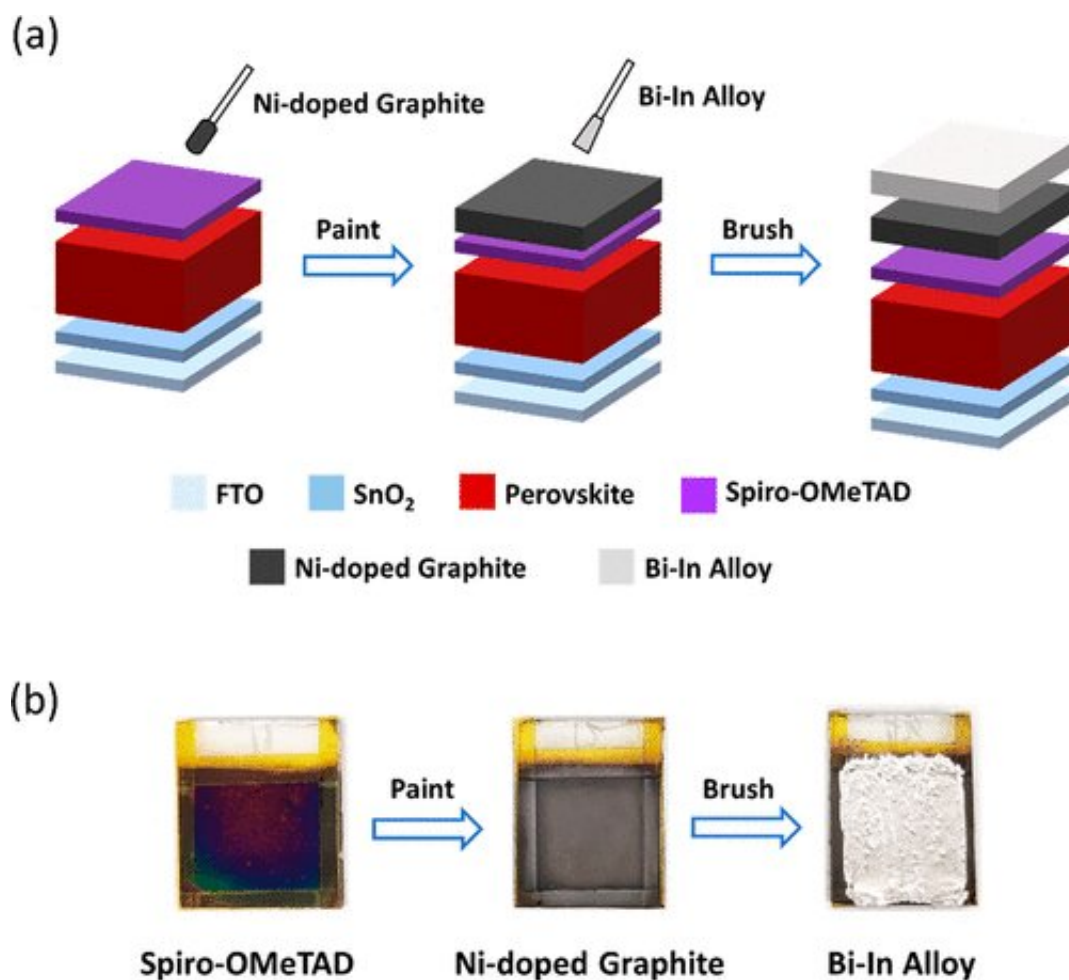 (a)
Ni-doped Graphite
Bi-In Alloy
Paint
Brush
FTO
SnO₂
Perovskite
Spiro-OMeTAD
Ni-doped Graphite
Bi-In Alloy
(b)
Paint
Brush
Spiro-OMeTAD
Ni-doped Graphite
Bi-In Alloy